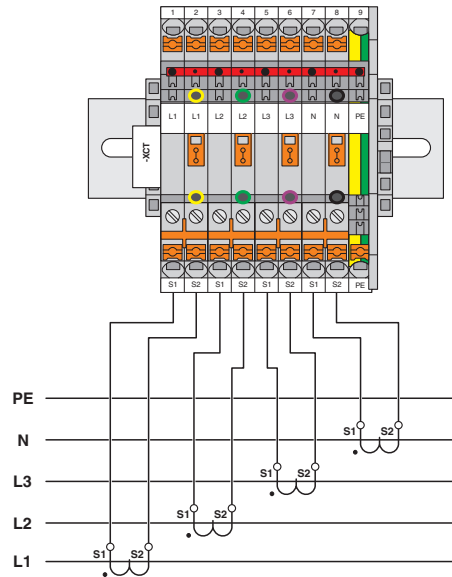 1 2 3 4 5 6 7 8 9
L1 L1 L2 L2 L3 L3 N N PE
-XCT
S1 S2 S1 S2 S1 S2 S1 S2 PE
PE
S1 S2
N
S1 S2
L3
S1 S2
L2
S1 S2
L1